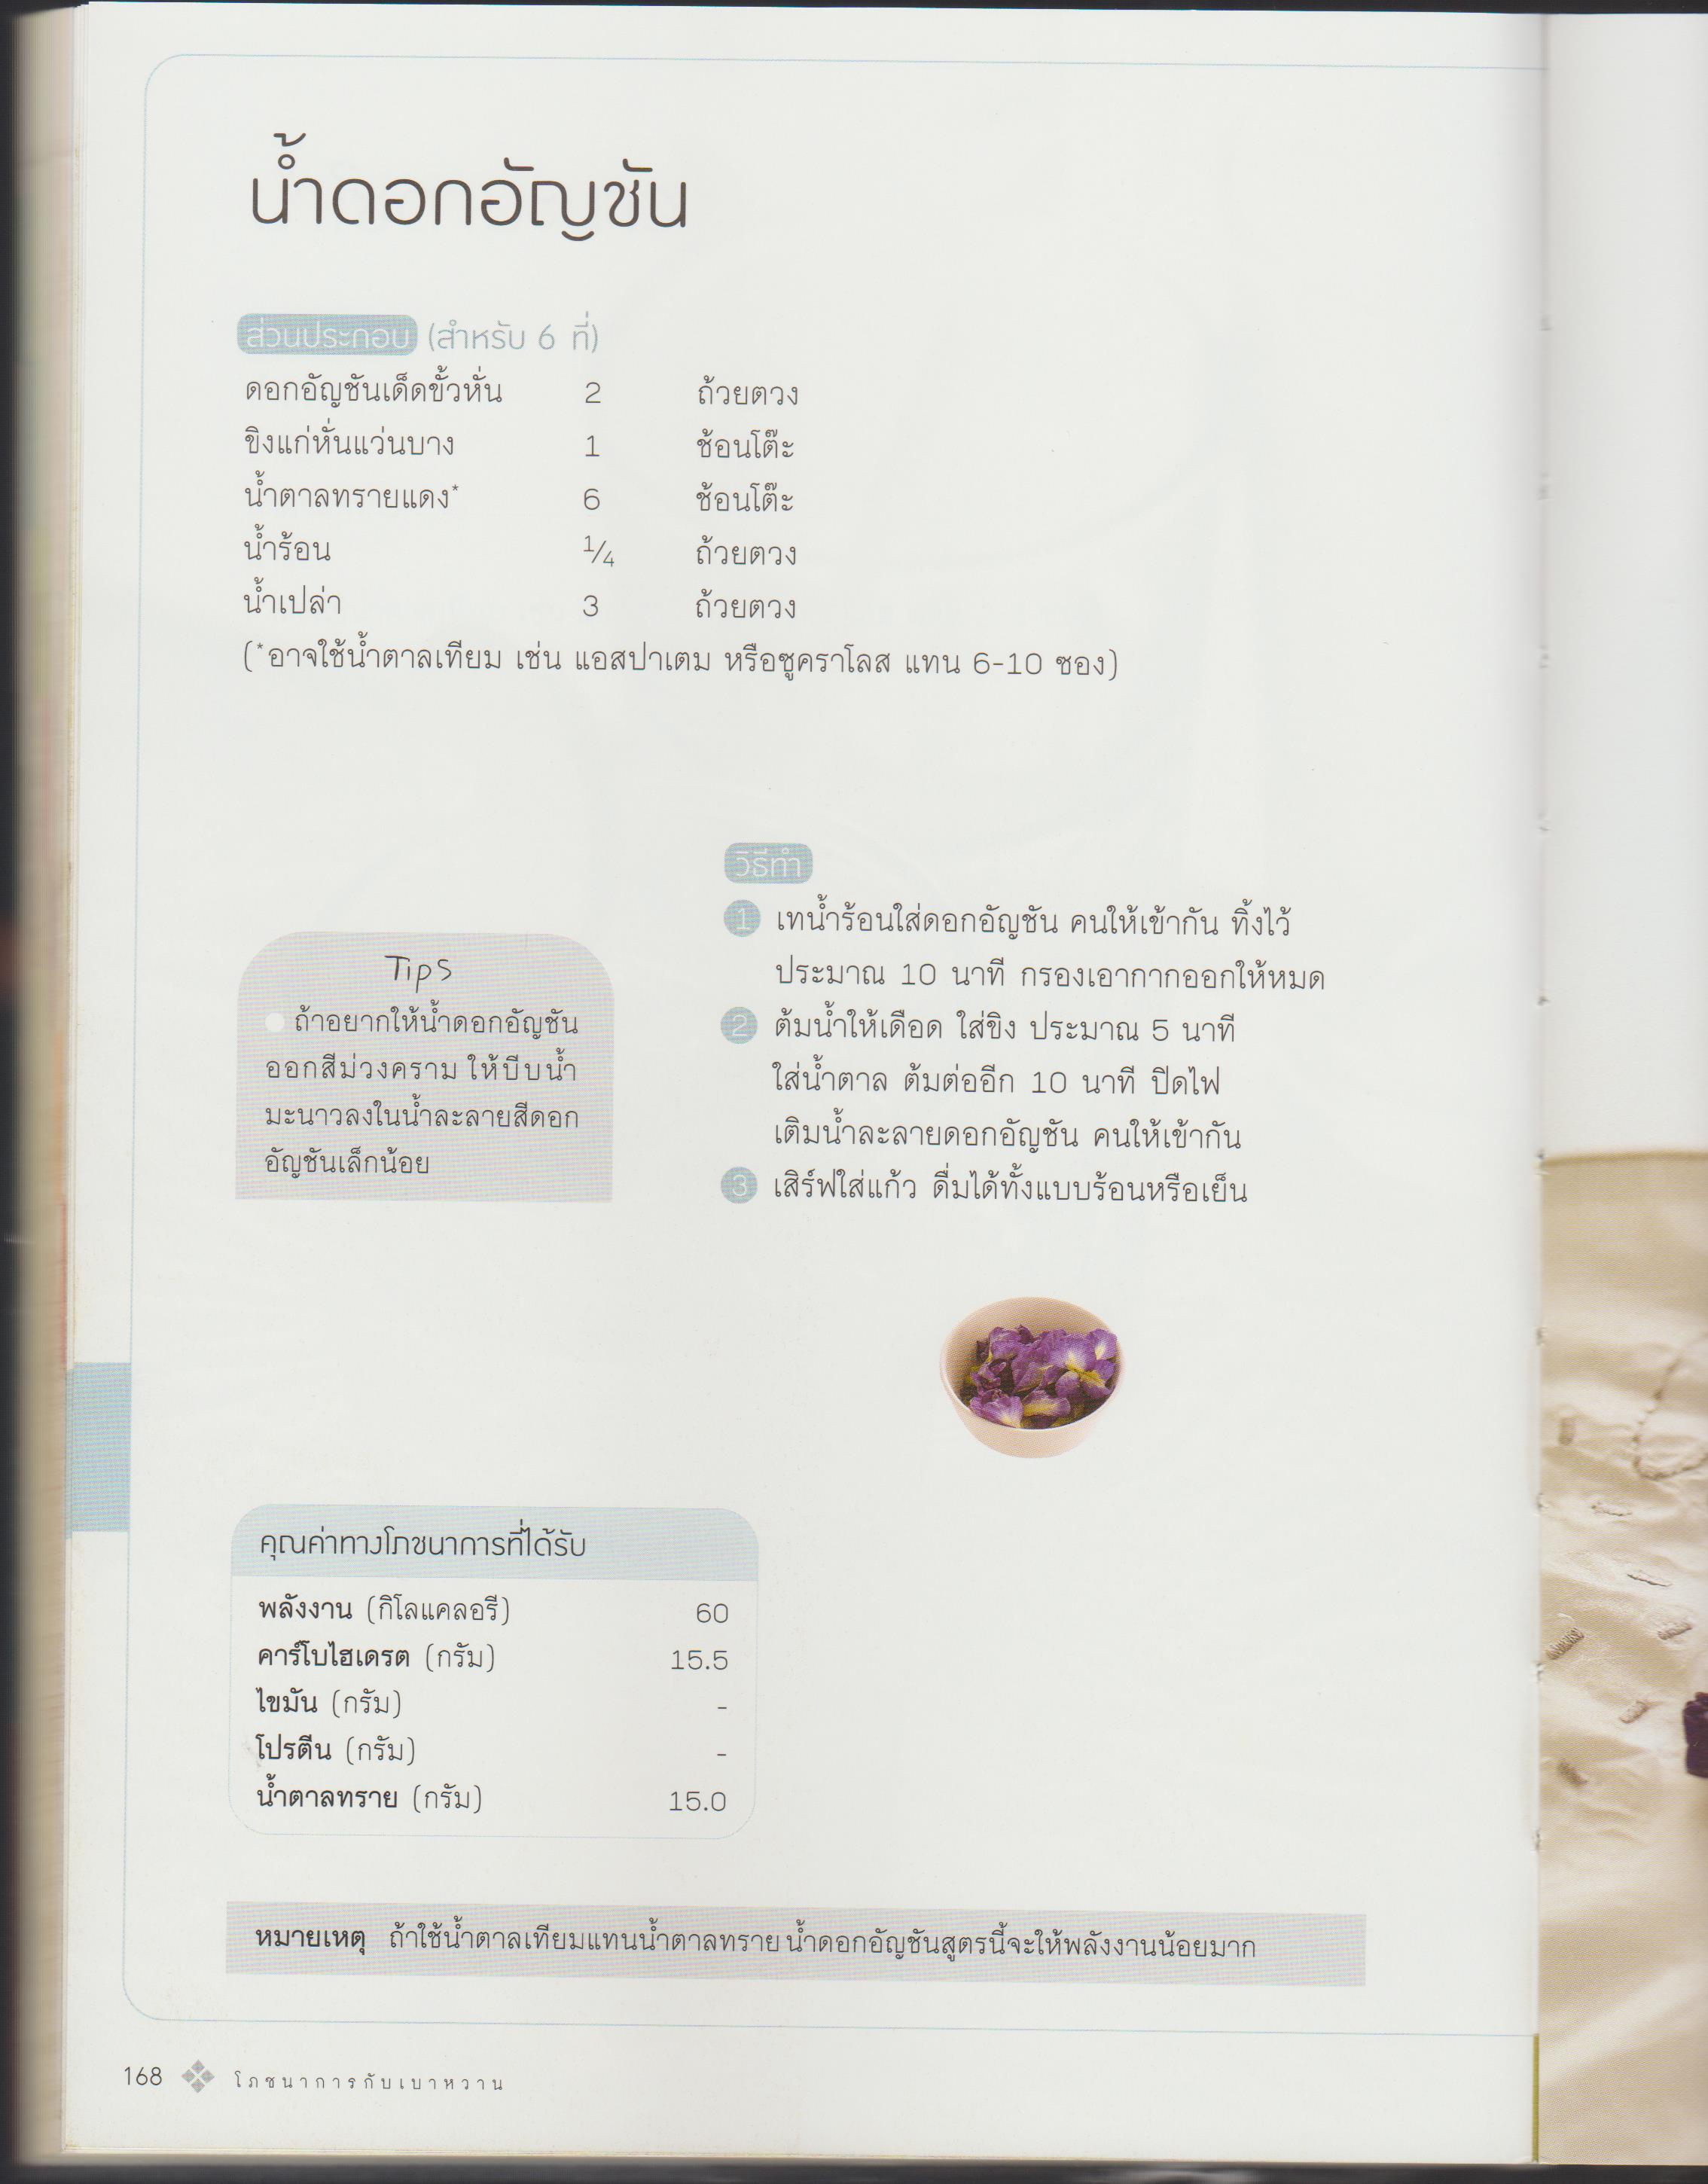 น้ำดอกอัญชัน
ส่วนประกอบ (สำหรับ 6 ที่)
ดอกอัญชันเด็ดขั้วหั่น 2 ถ้วยตวง
ขิงแก่หั่นแว่นบาง 1 ช้อนโต๊ะ
น้ำตาลทรายแดง* 6 ช้อนโต๊ะ
น้ำร้อน 1/4 ถ้วยตวง
น้ำเปล่า 3 ถ้วยตวง
(*อาจใช้น้ำตาลเทียม เช่น แอสปาเตม หรือซูคราโลส แทน 6-10 ซอง)
วิธีทำ
1 เทน้ำร้อนใส่ดอกอัญชัน คนให้เข้ากัน ทิ้งไว้
ประมาณ 10 นาที กรองเอากากออกให้หมด
2 ต้มน้ำให้เดือด ใส่ขิง ประมาณ 5 นาที
ใส่น้ำตาล ต้มต่ออีก 10 นาที ปิดไฟ
เติมน้ำละลายดอกอัญชัน คนให้เข้ากัน
3 เสิร์ฟใส่แก้ว ดื่มได้ทั้งแบบร้อนหรือเย็น
Tips
ถ้าอยากให้น้ำดอกอัญชัน
ออกสีม่วงคราม ให้บีบน้ำ
มะนาวลงในน้ำละลายสีดอก
อัญชันเล็กน้อย
คุณค่าทางโภชนาการที่ได้รับ
พลังงาน (กิโลแคลอรี) 60
คาร์โบไฮเดรต (กรัม) 15.5
ไขมัน (กรัม) -
โปรตีน (กรัม) -
น้ำตาลทราย (กรัม) 15.0
หมายเหตุ ถ้าใช้น้ำตาลเทียมแทนน้ำตาลทราย น้ำดอกอัญชันสูตรนี้จะให้พลังงานน้อยมาก
168 โภชนาการกับเบาหวาน